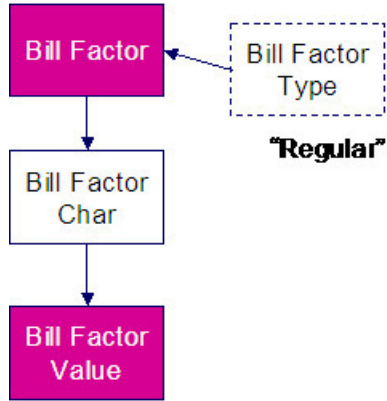 Bill Factor
Bill Factor
Type
"Regular"
Bill Factor
Char
Bill Factor
Value